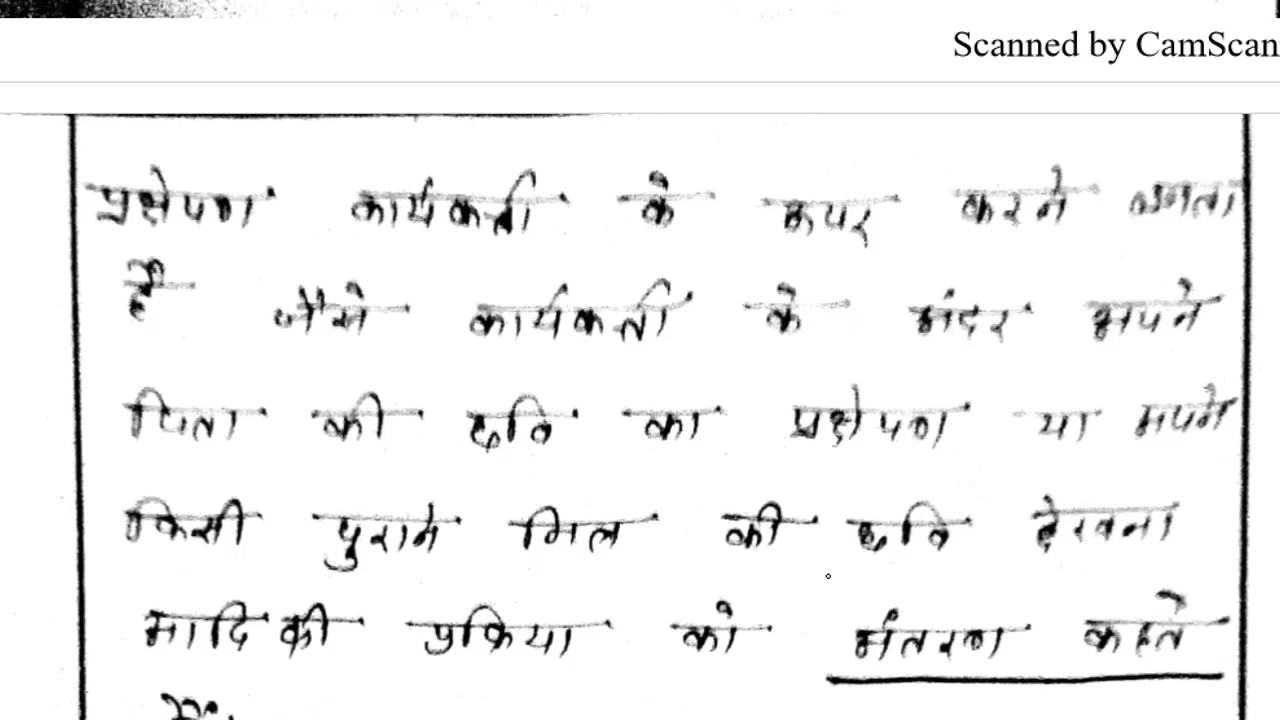 Scanned by CamScan
प्रक्षेपण कार्यकर्ता के ऊपर करने लगता
है जैसे कार्यकर्ता के अंदर अपने
पिता की छवि का प्रक्षेपण या अपने
किसी पुराने मित्र की छवि देखना
आदि की प्रक्रिया को अंतरण कहते